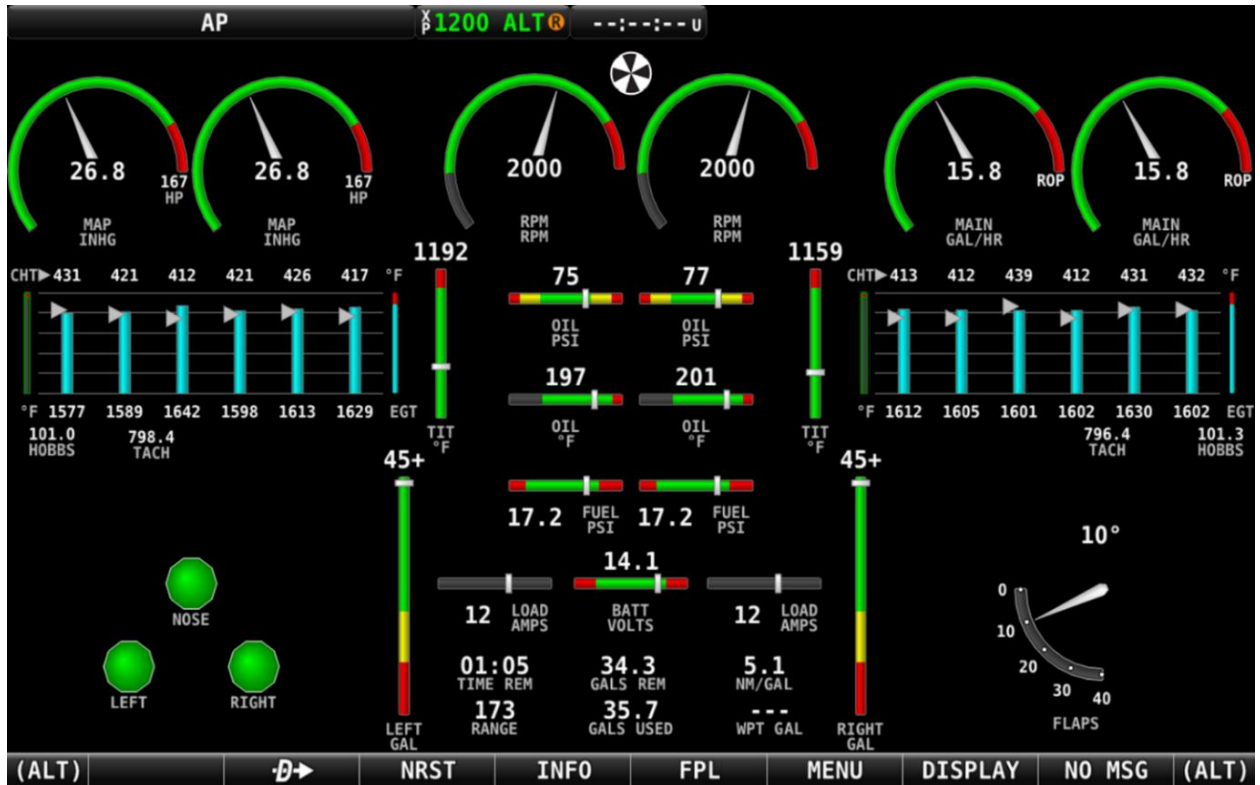 AP
XP 1200 ALT R --:--:-- U
26.8 26.8 2000 2000 15.8 15.8
167 HP 167 HP ROP ROP
MAP INHG MAP INHG RPM RPM RPM RPM MAIN GAL/HR MAIN GAL/HR
1192 1159
CHT 431 421 412 421 426 417 °F
75 77
CHT 413 412 439 412 431 432 °F
OIL PSI OIL PSI
197 201
°F 1577 1589 1642 1598 1613 1629 EGT
°F 1612 1605 1601 1602 1630 1602 EGT
101.0 HOBBS 798.4 TACH
TIT °F OIL °F OIL °F TIT °F
796.4 TACH 101.3 HOBBS
45+ 45+
17.2 FUEL PSI 17.2 FUEL PSI
10°
14.1
12 LOAD AMPS BATT VOLTS 12 LOAD AMPS
0
10
20
30
40
FLAPS
NOSE
LEFT RIGHT
01:05 34.3 5.1
TIME REM GALS REM NM/GAL
173 35.7 ---
RANGE GALS USED WPT GAL
LEFT GAL RIGHT GAL
(ALT) D NRST INFO FPL MENU DISPLAY NO MSG (ALT)